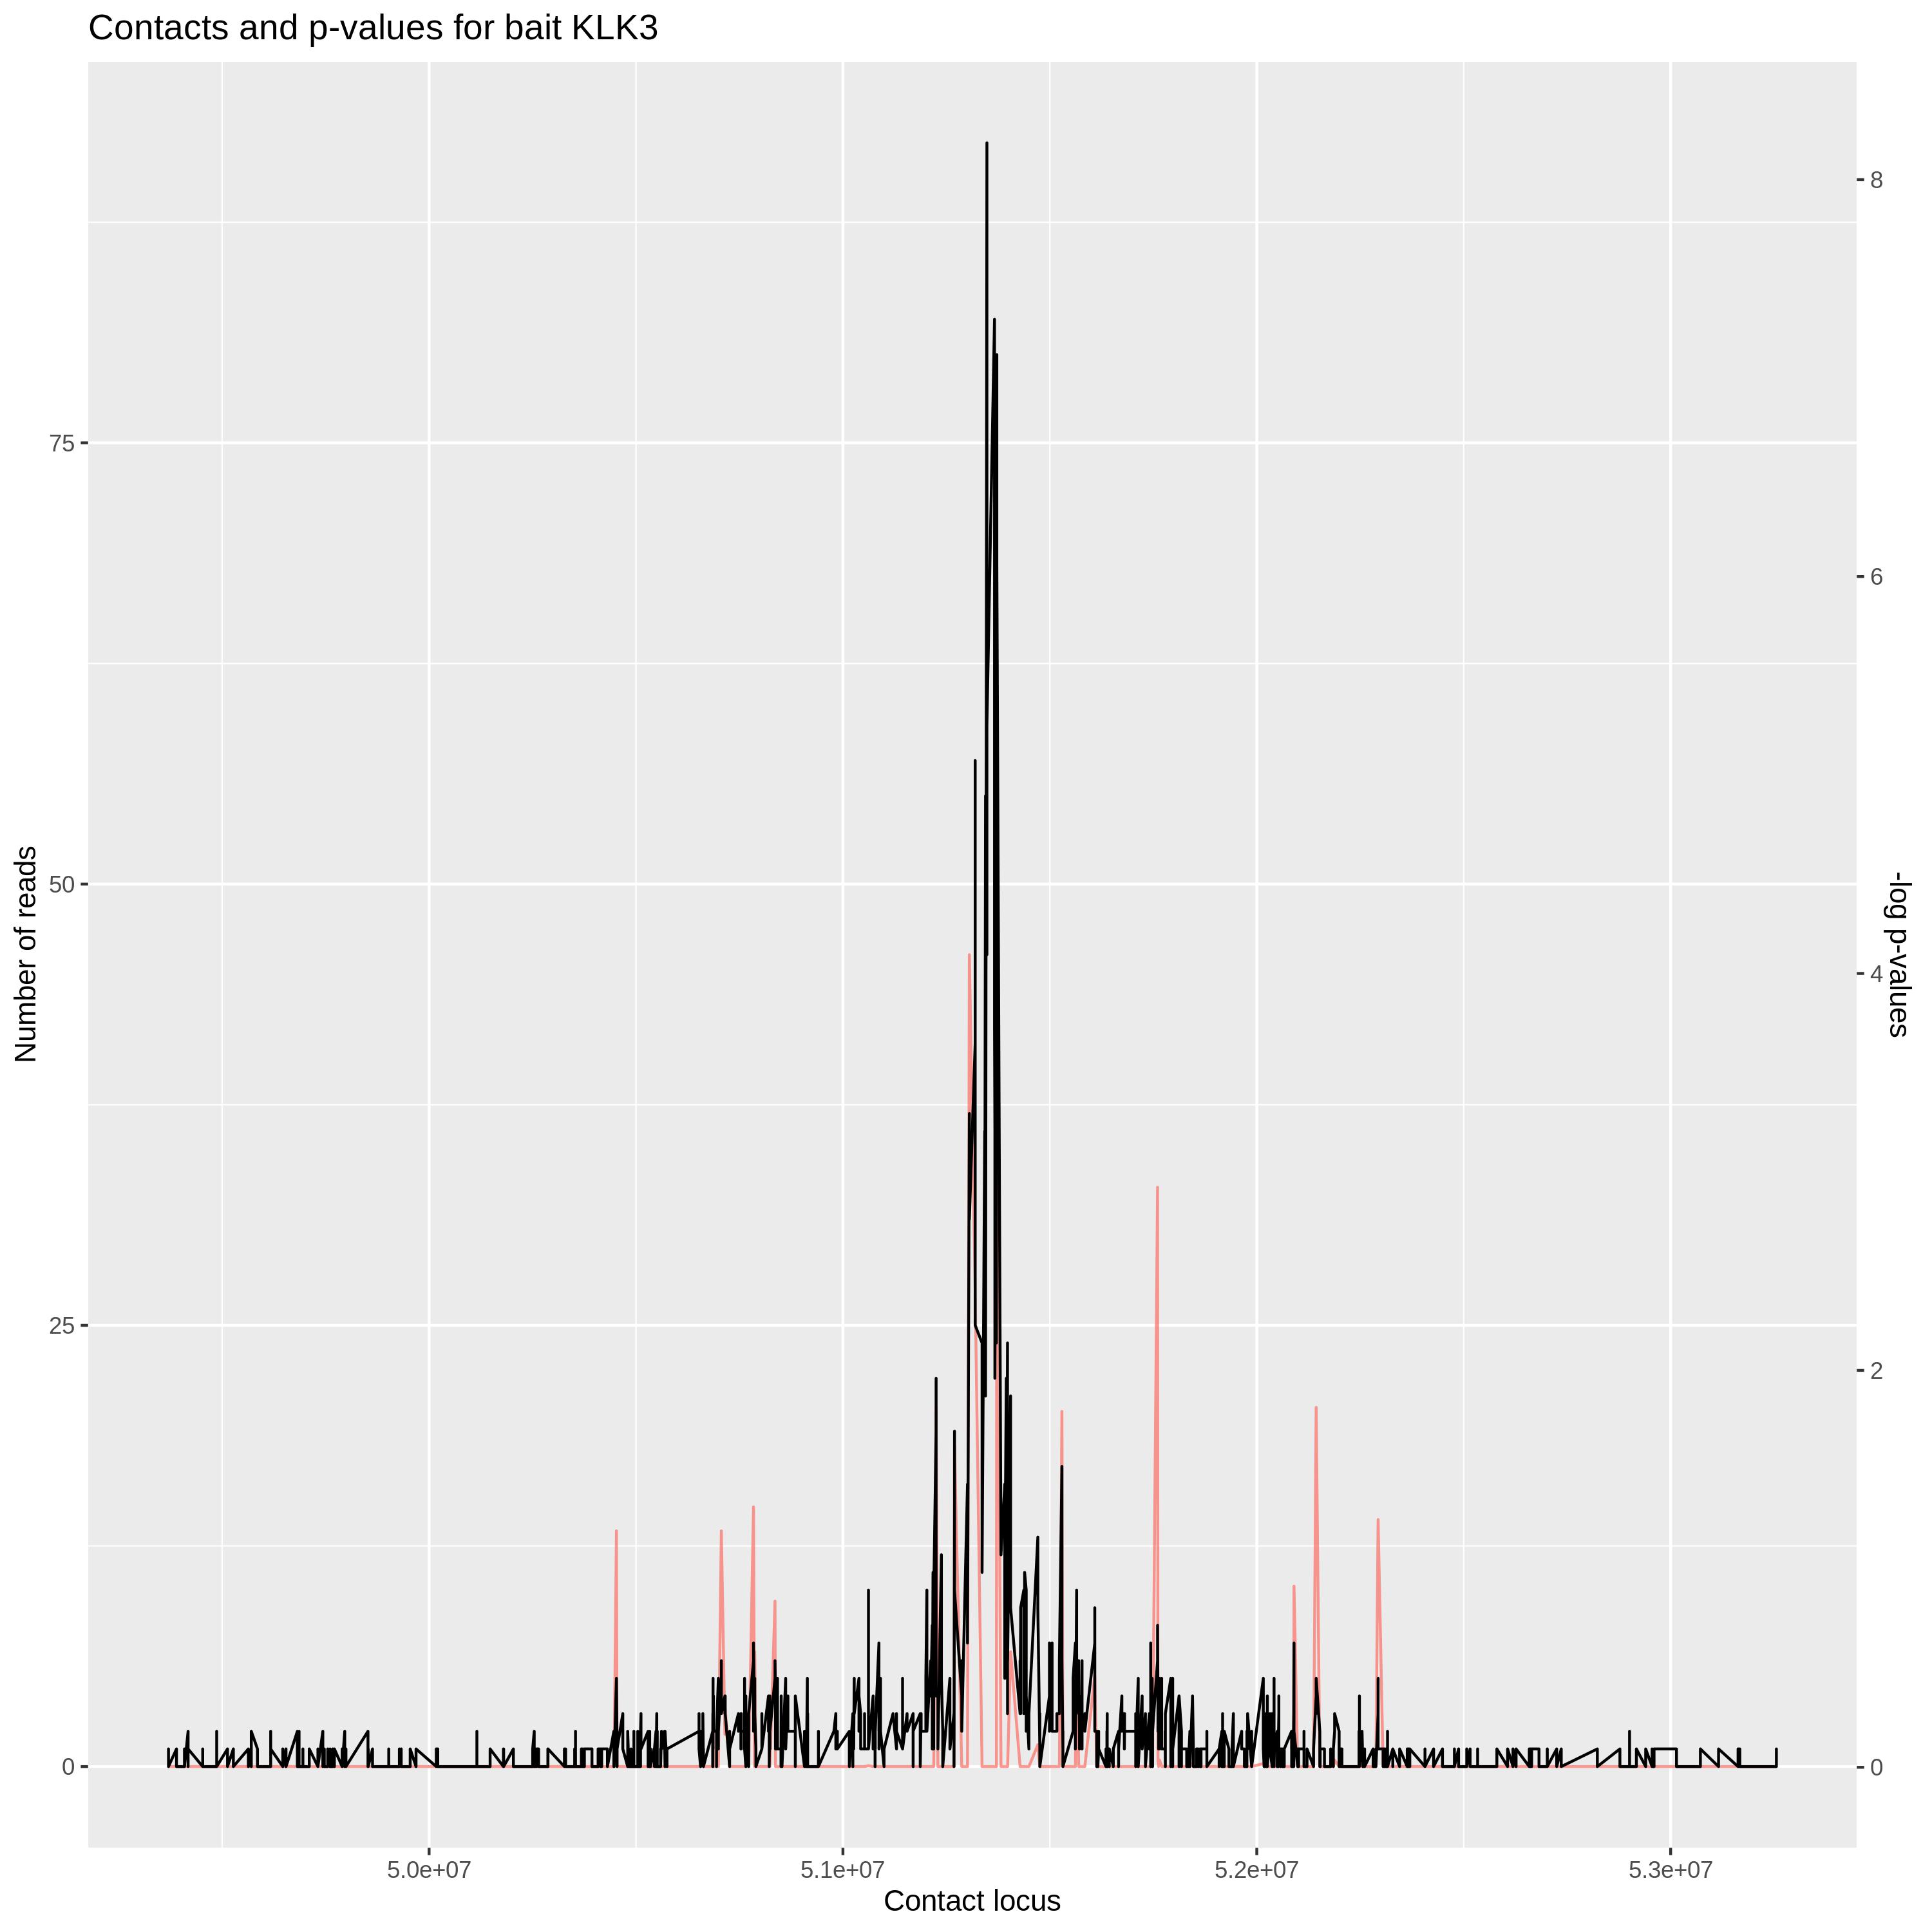 Contacts and p-values for bait KLK3
Number of reads
75
50
25
0
8
6
4
2
0
-log p-values
5.0e+07
5.1e+07
5.2e+07
5.3e+07
Contact locus